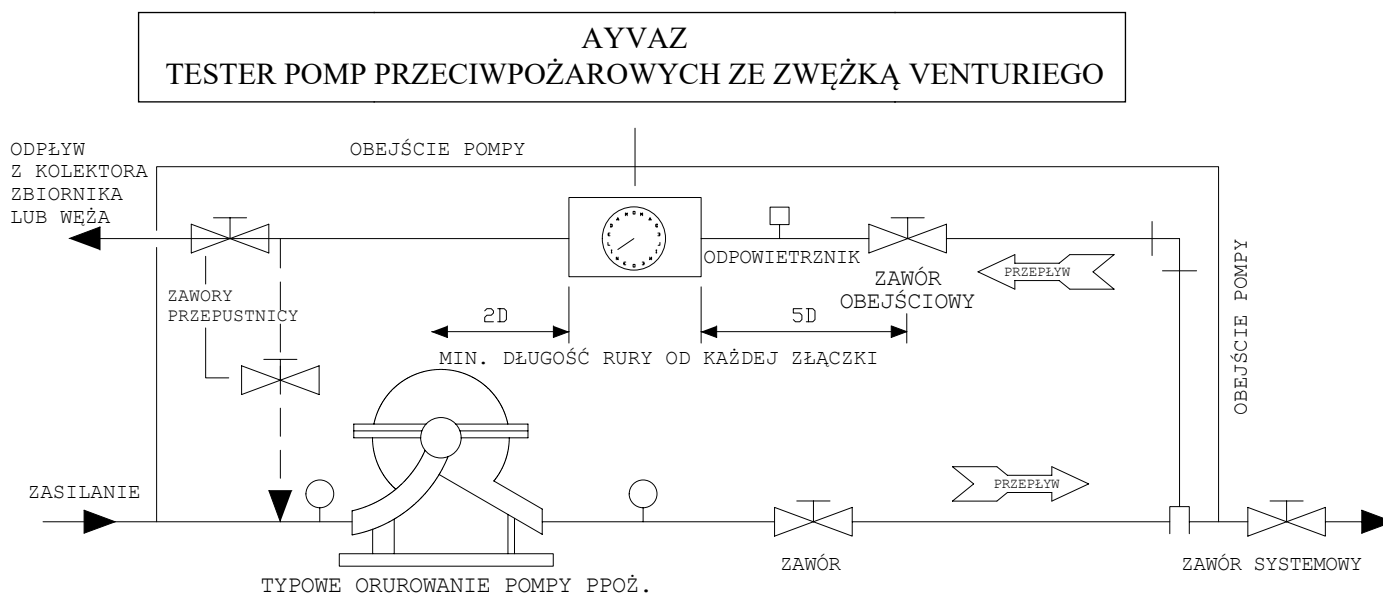 AYVAZ
TESTER POMP PRZECIWPOŻAROWYCH ZE ZWĘŻKĄ VENTURIEGO
ODPŁYW
Z KOLEKTORA
ZBIORNIKA
LUB WĘŻA
OBEJŚCIE POMPY
ODPOWIETRZNIK
ZAWÓR
OBEJŚCIOWY
PRZEPŁYW
OBEJŚCIE POMPY
ZAWORY
PRZEPUSTNICY
2D
5D
MIN. DŁUGOŚĆ RURY OD KAŻDEJ ZŁĄCZKI
ZASILANIE
PRZEPŁYW
ZAWÓR
ZAWÓR SYSTEMOWY
TYPOWE ORUROWANIE POMPY PPOŻ.